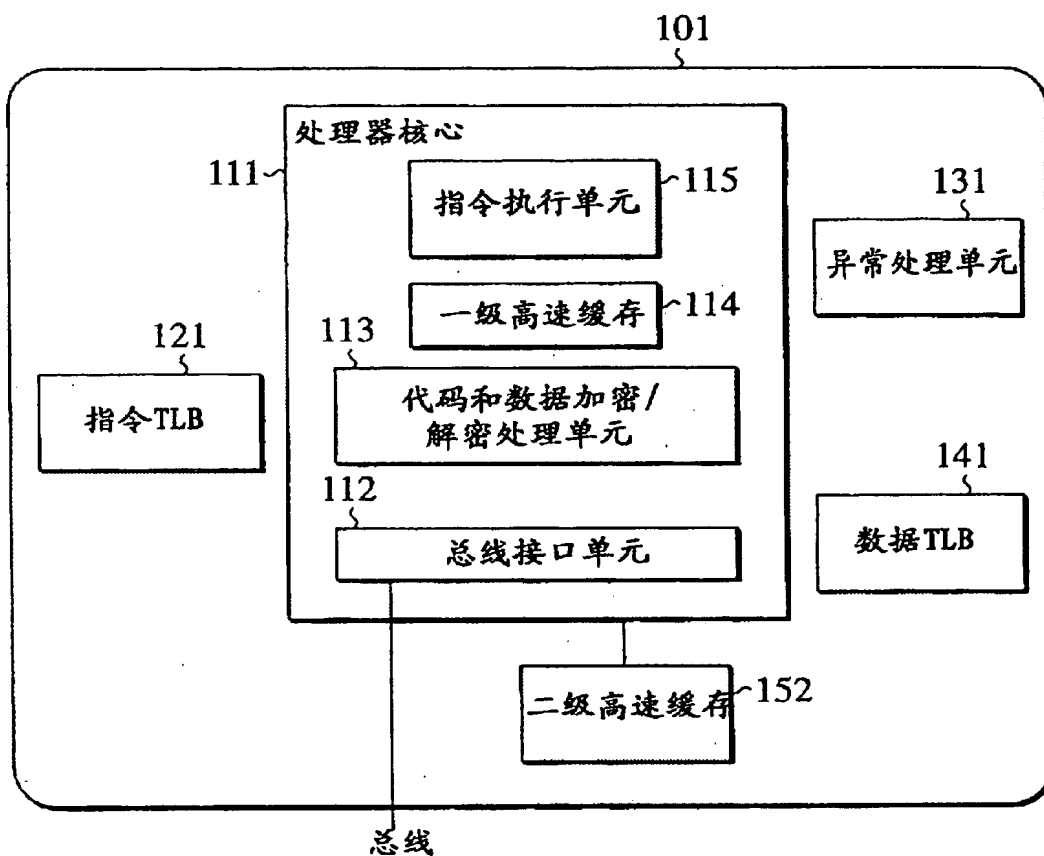 101
处理器核心
111
指令执行单元
115
131
异常处理单元
一级高速缓存
114
113
121
指令TLB
代码和数据加密/
解密处理单元
112
141
总线接口单元
数据TLB
二级高速缓存
152
总线